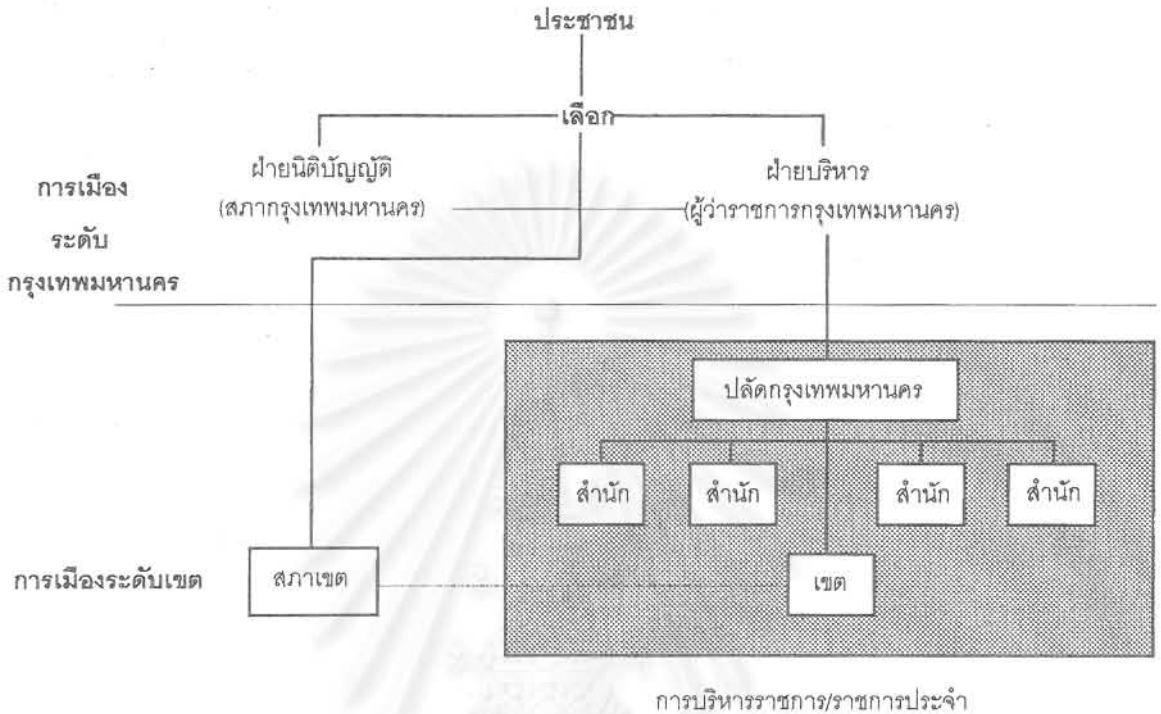 ประชาชน
เลือก
ฝ่ายนิติบัญญัติ
(สภากรุงเทพมหานคร)
ฝ่ายบริหาร
(ผู้ว่าราชการกรุงเทพมหานคร)
การเมือง
ระดับ
กรุงเทพมหานคร
ปลัดกรุงเทพมหานคร
สำนัก
สำนัก
สำนัก
สำนัก
การเมืองระดับเขต
สภาเขต
เขต
การบริหารราชการ/ราชการประจำ